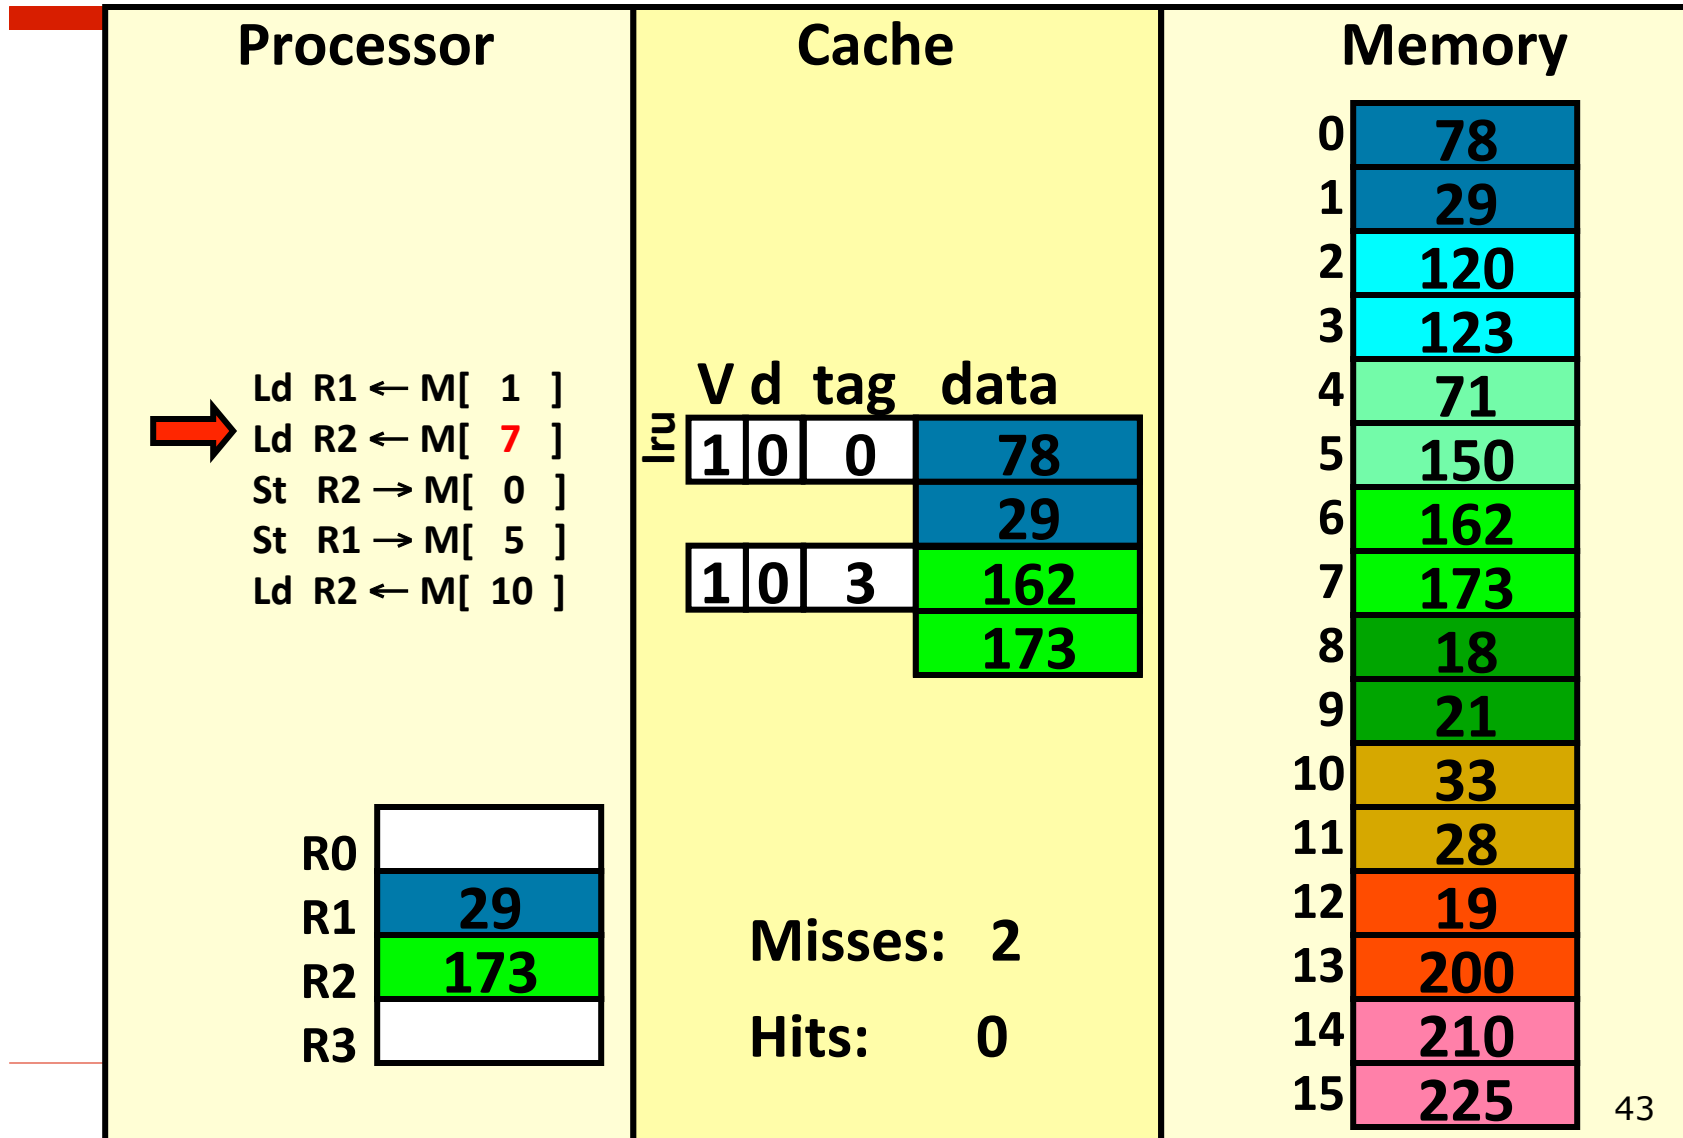 Processor
Cache
Memory
Ld R1 ← M[ 1 ]
Ld R2 ← M[ 7 ]
St R2 → M[ 0 ]
St R1 → M[ 5 ]
Ld R2 ← M[ 10 ]
R0
R1 29
R2 173
R3
V d tag data
lru
1 0 0 78
29
1 0 3 162
173
Misses: 2
Hits: 0
0 78
1 29
2 120
3 123
4 71
5 150
6 162
7 173
8 18
9 21
10 33
11 28
12 19
13 200
14 210
15 225
43